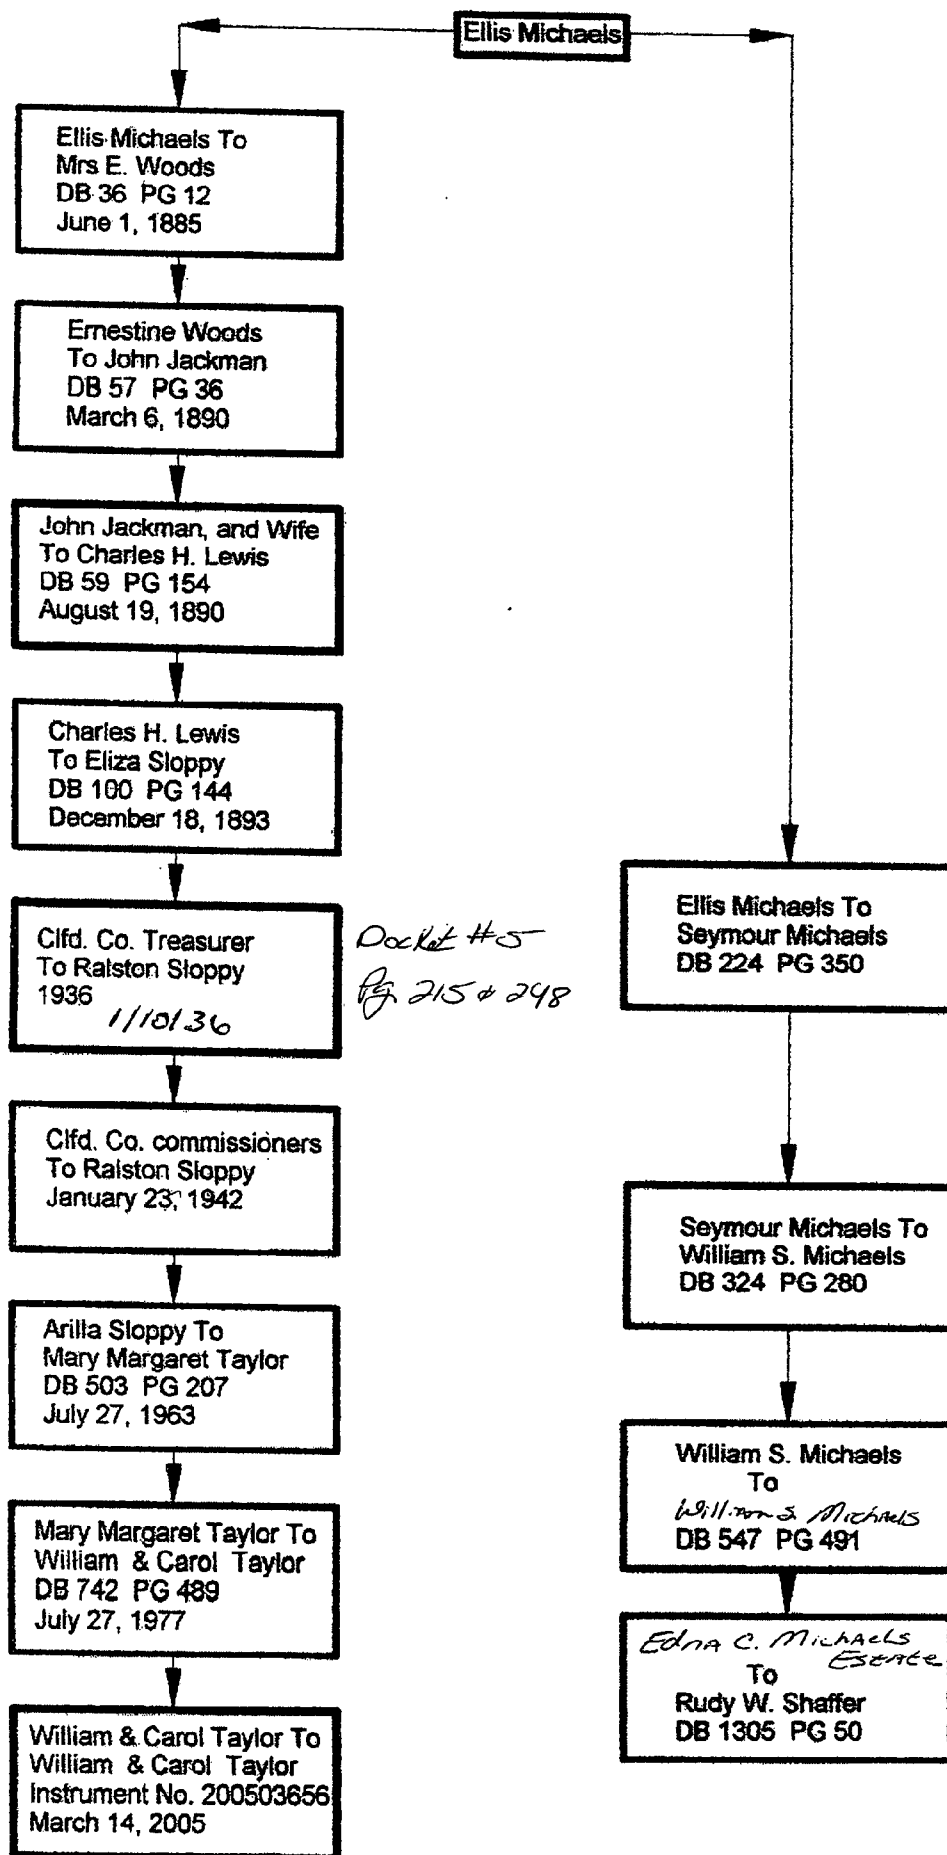 Ellis Michaels
Ellis Michaels To
Mrs E. Woods
DB 36 PG 12
June 1, 1885
Ernestine Woods
To John Jackman
DB 57 PG 36
March 6, 1890
John Jackman, and Wife
To Charles H. Lewis
DB 59 PG 154
August 19, 1890
Charles H. Lewis
To Eliza Sloppy
DB 100 PG 144
December 18, 1893
Clfd. Co. Treasurer
To Ralston Sloppy
1936
1/10/36
Docket #5
Pg. 215 & 248
Clfd. Co. commissioners
To Ralston Sloppy
January 23, 1942
Arilla Sloppy To
Mary Margaret Taylor
DB 503 PG 207
July 27, 1963
Mary Margaret Taylor To
William & Carol Taylor
DB 742 PG 489
July 27, 1977
William & Carol Taylor To
William & Carol Taylor
Instrument No. 200503656
March 14, 2005
Ellis Michaels To
Seymour Michaels
DB 224 PG 350
Seymour Michaels To
William S. Michaels
DB 324 PG 280
William S. Michaels
To
William S. Michaels
DB 547 PG 491
Edna C. Michaels
Estate
To
Rudy W. Shaffer
DB 1305 PG 50